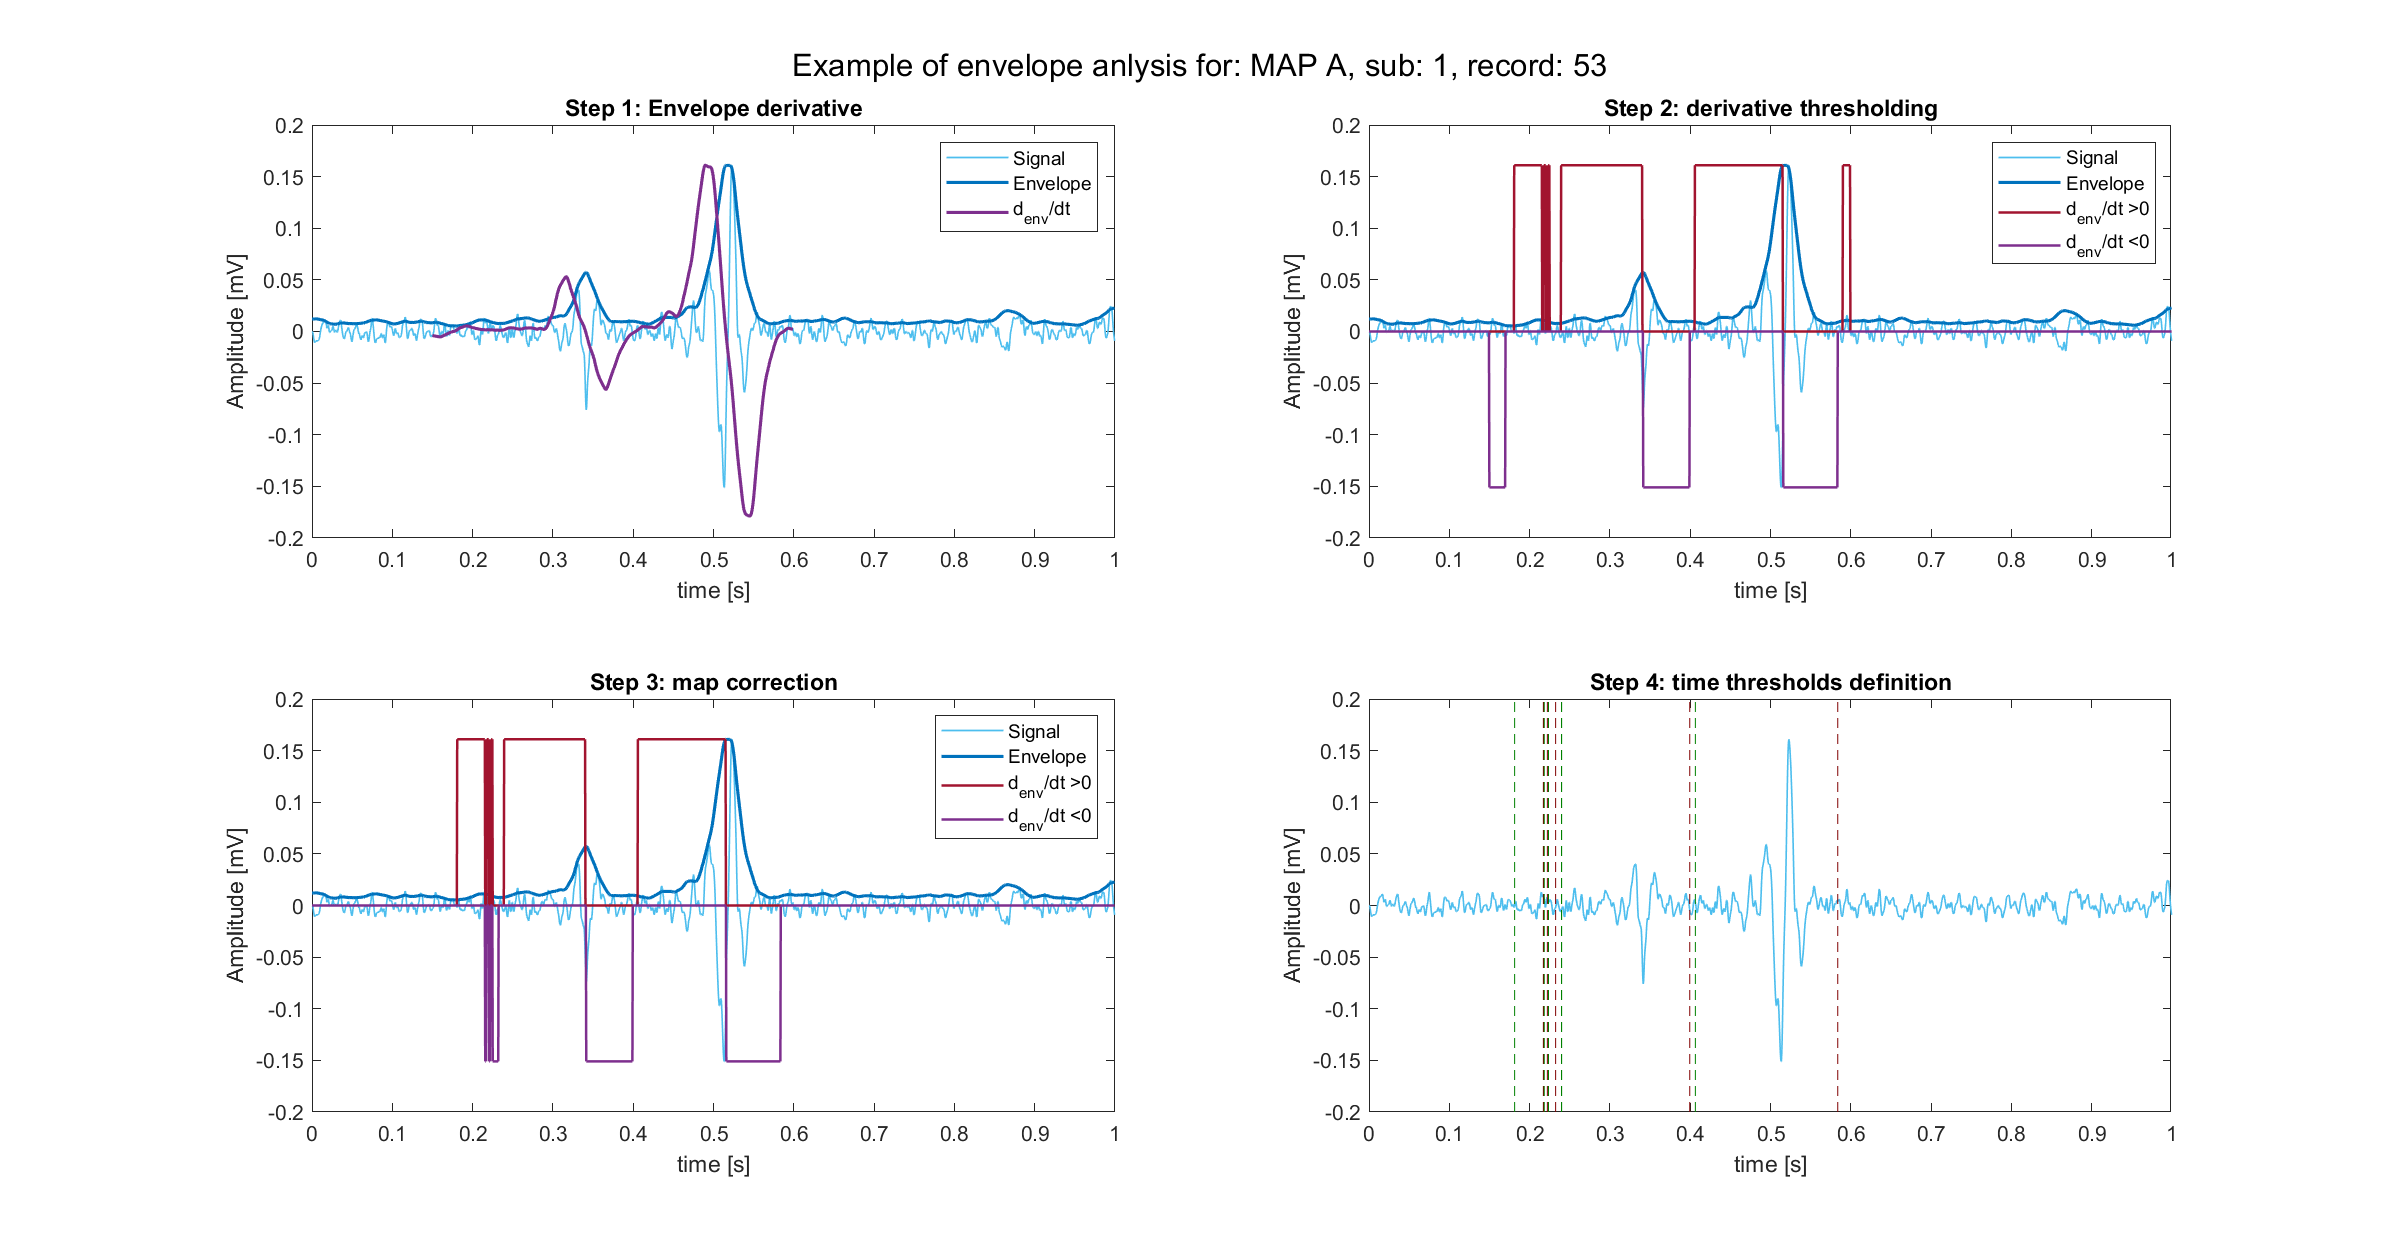 Example of envelope anlysis for: MAP A, sub: 1, record: 53
Step 1: Envelope derivative
0.2
0.15
0.1
0.05
0
-0.05
-0.1
-0.15
-0.2
Amplitude [mV]
0 0.1 0.2 0.3 0.4 0.5 0.6 0.7 0.8 0.9 1
time [s]
Signal
Envelope
d_env/dt
Step 2: derivative thresholding
0.2
0.15
0.1
0.05
0
-0.05
-0.1
-0.15
-0.2
Amplitude [mV]
0 0.1 0.2 0.3 0.4 0.5 0.6 0.7 0.8 0.9 1
time [s]
Signal
Envelope
d_env/dt >0
d_env/dt <0
Step 3: map correction
0.2
0.15
0.1
0.05
0
-0.05
-0.1
-0.15
-0.2
Amplitude [mV]
0 0.1 0.2 0.3 0.4 0.5 0.6 0.7 0.8 0.9 1
time [s]
Signal
Envelope
d_env/dt >0
d_env/dt <0
Step 4: time thresholds definition
0.2
0.15
0.1
0.05
0
-0.05
-0.1
-0.15
-0.2
Amplitude [mV]
0 0.1 0.2 0.3 0.4 0.5 0.6 0.7 0.8 0.9 1
time [s]